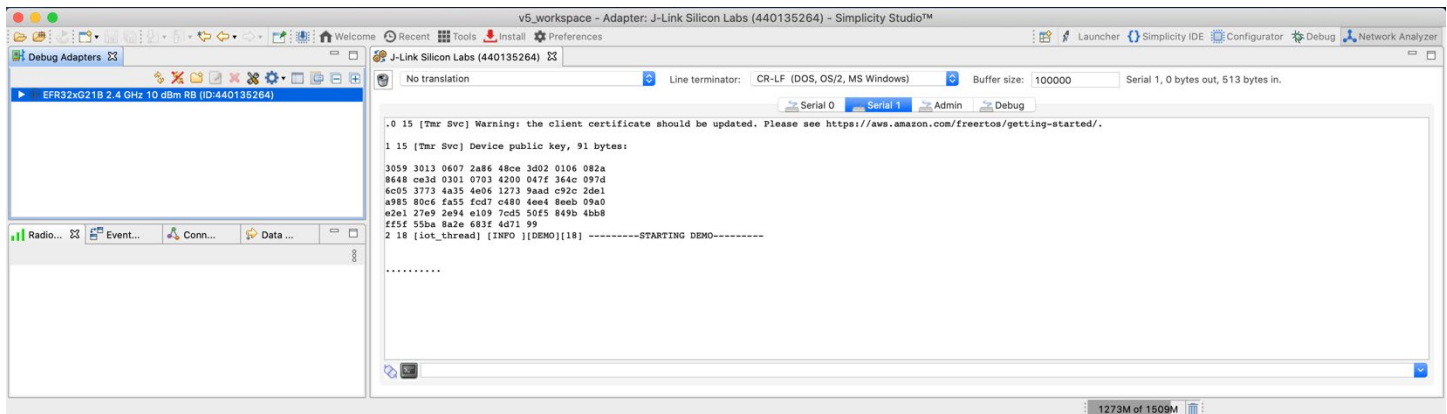 v5_workspace - Adapter: J-Link Silicon Labs (440135264) - Simplicity Studio™
Welcome Recent Tools Install Preferences Launcher Simplicity IDE Configurator Debug Network Analyzer
Debug Adapters J-Link Silicon Labs (440135264)
No translation Line terminator: CR-LF (DOS, OS/2, MS Windows) Buffer size: 100000 Serial 1, 0 bytes out, 513 bytes in.
EFR32xG21B 2.4 GHz 10 dBm RB (ID:440135264)
Serial 0 Serial 1 Admin Debug
.0 15 [Tmr Svc] Warning: the client certificate should be updated. Please see https://aws.amazon.com/freertos/getting-started/.
1 15 [Tmr Svc] Device public key, 91 bytes:
3059 3013 0607 2a86 48ce 3d02 0106 082a
8648 ce3d 0301 0703 4200 047f 364c 097d
6c05 3773 4a35 4e06 1273 9aad c92c 2de1
a985 80c6 fa55 fcd7 c480 4ee4 8eeb 09a0
e2e1 27e9 2e94 e109 7cd5 50f5 849b 4bb8
ff5f 55ba 8a2e 683f 4d71 99
2 18 [iot_thread] [INFO ][DEMO][18] ---------STARTING DEMO---------
..........
Radio... Event... Conn... Data ...
1273M of 1509M